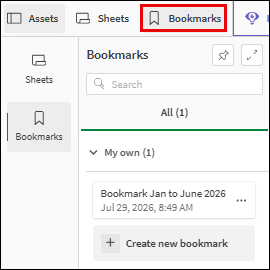 Assets Sheets Bookmarks
Sheets
Bookmarks
Bookmarks
Search
All (1)
My own (1)
Bookmark Jan to June 2026
Jul 29, 2026, 8:49 AM
Create new bookmark